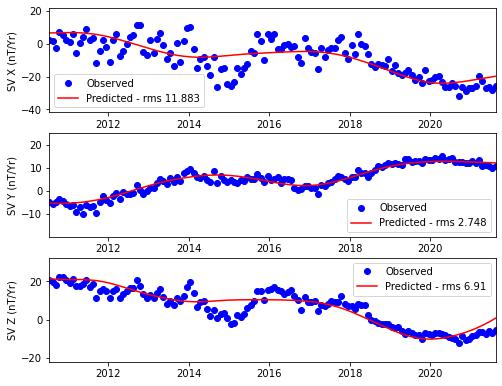 SV X (nT/Yr)
20
0
−20
−40
Observed
Predicted - rms 11.883
2012
2014
2016
2018
2020
SV Y (nT/Yr)
20
10
0
−10
Observed
Predicted - rms 2.748
2012
2014
2016
2018
2020
SV Z (nT/Yr)
20
0
−20
Observed
Predicted - rms 6.91
2012
2014
2016
2018
2020